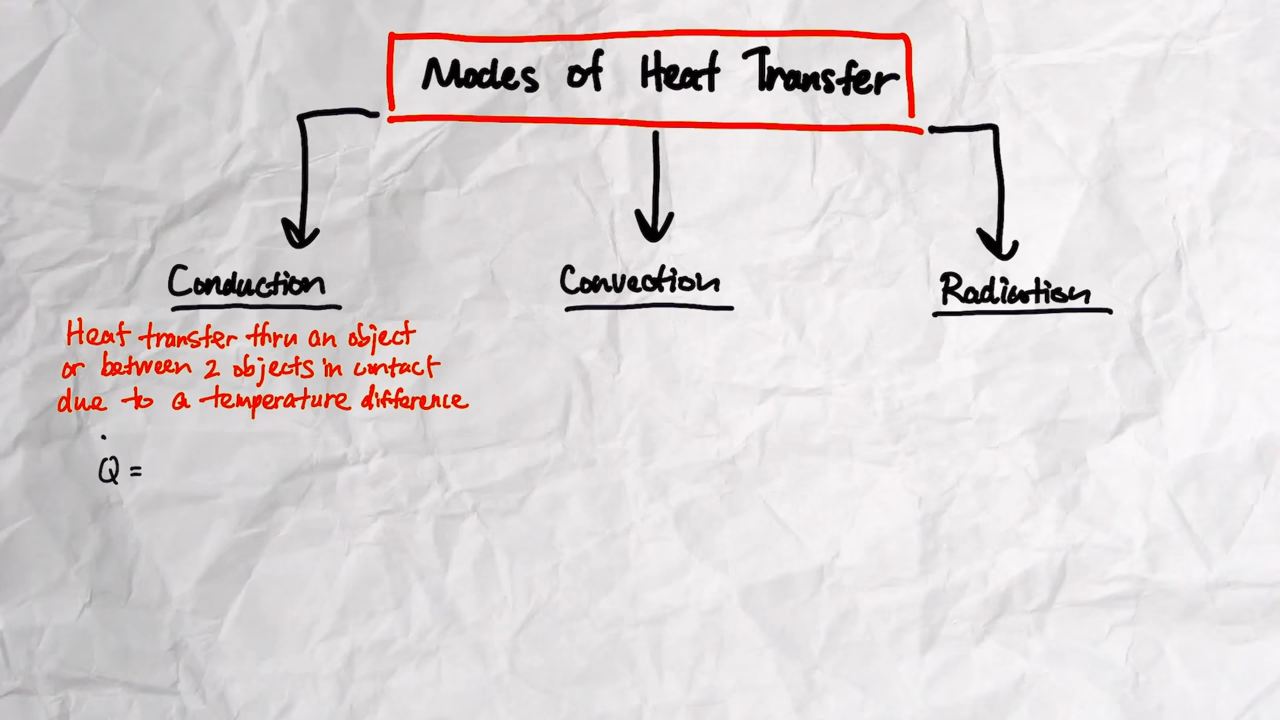 Modes of Heat Transfer
Conduction
Convection
Radiation
Heat transfer thru an object
or between 2 objects in contact
due to a temperature difference
Q̇ =